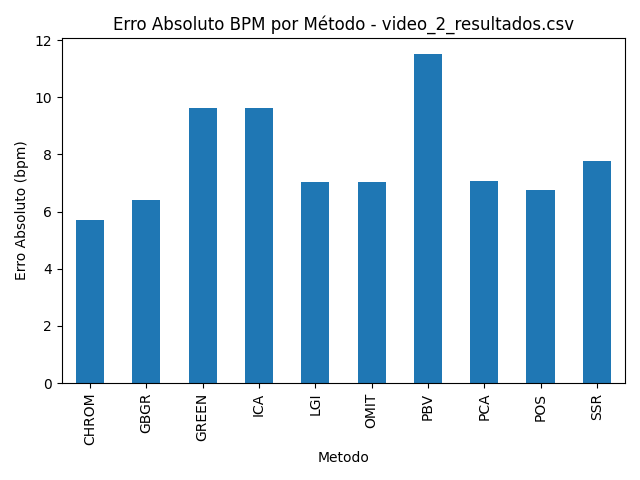 Erro Absoluto BPM por Método - video_2_resultados.csv
Erro Absoluto (bpm)
12
10
8
6
4
2
0
CHROM
GBGR
GREEN
ICA
LGI
OMIT
PBV
PCA
POS
SSR
Metodo